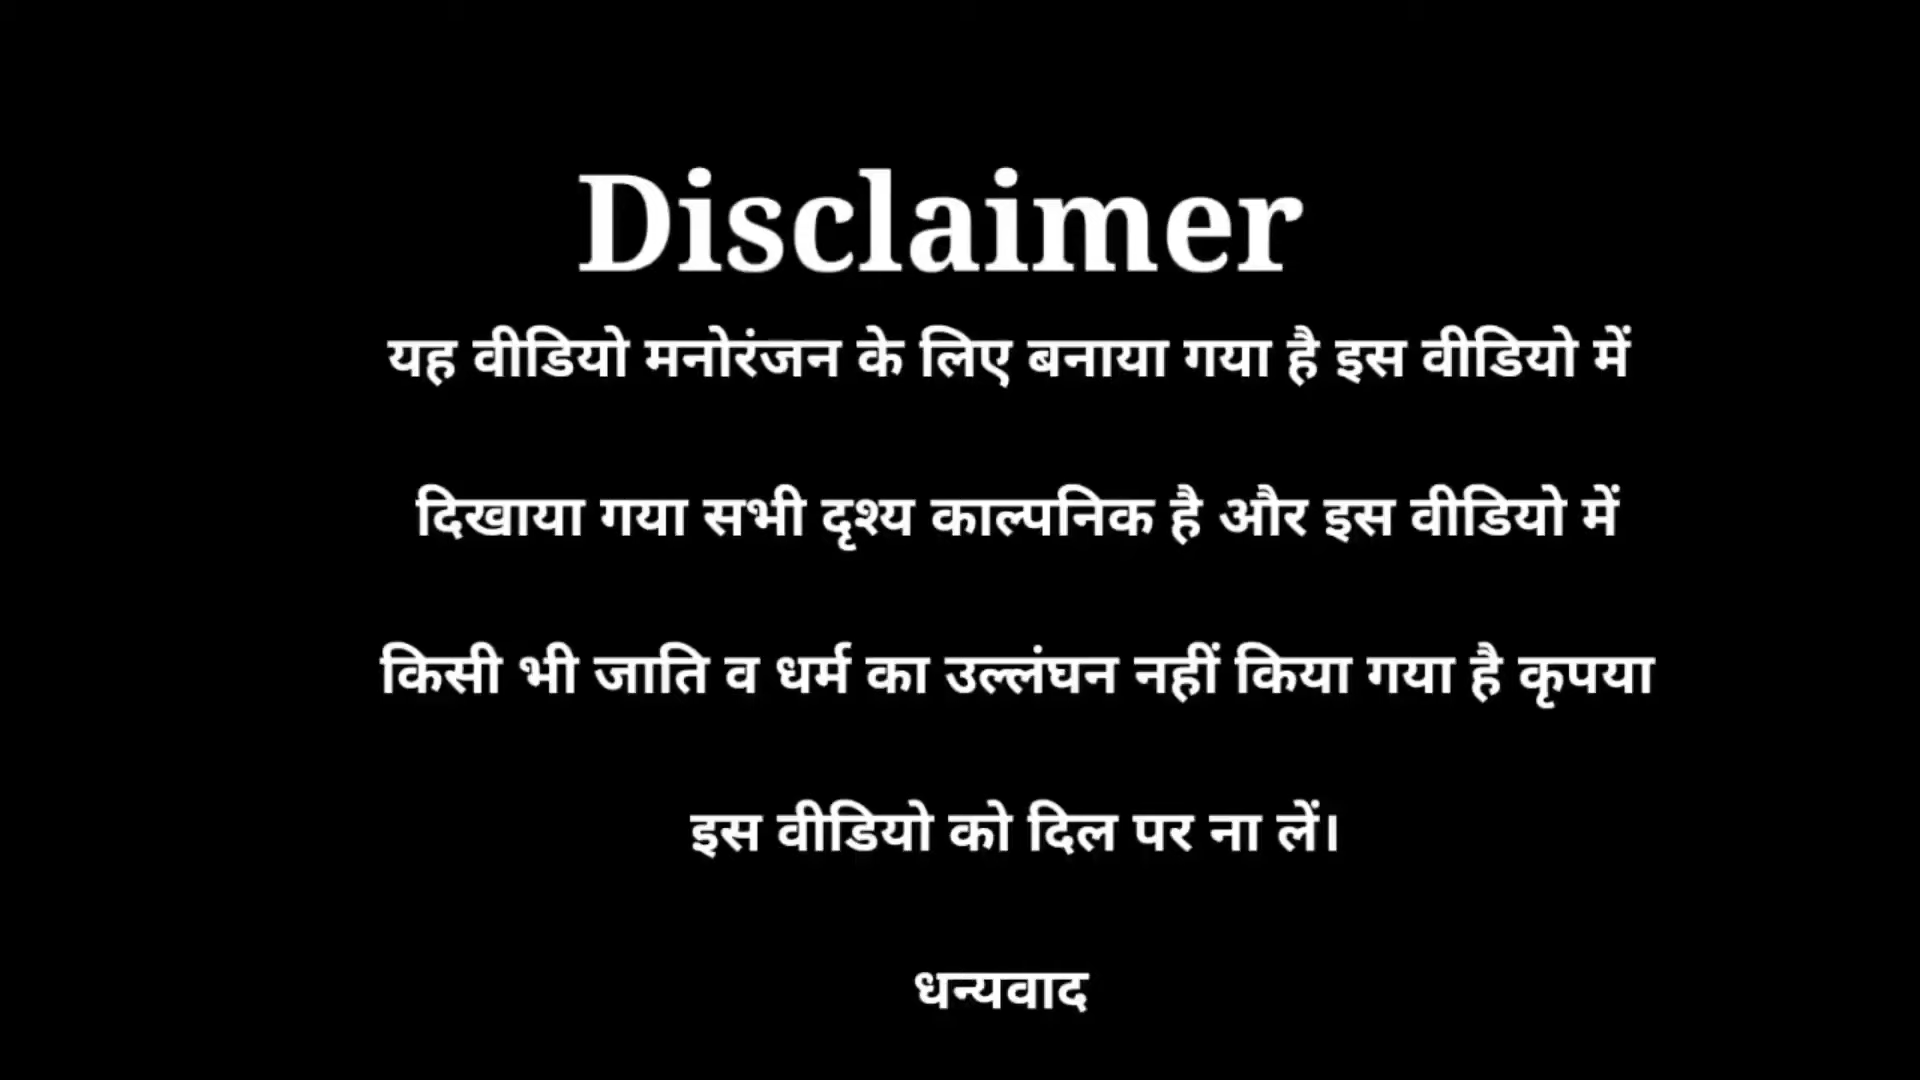 Disclaimer
यह वीडियो मनोरंजन के लिए बनाया गया है इस वीडियो में
दिखाया गया सभी दृश्य काल्पनिक है और इस वीडियो में
किसी भी जाति व धर्म का उल्लंघन नहीं किया गया है कृपया
इस वीडियो को दिल पर ना लें।
धन्यवाद